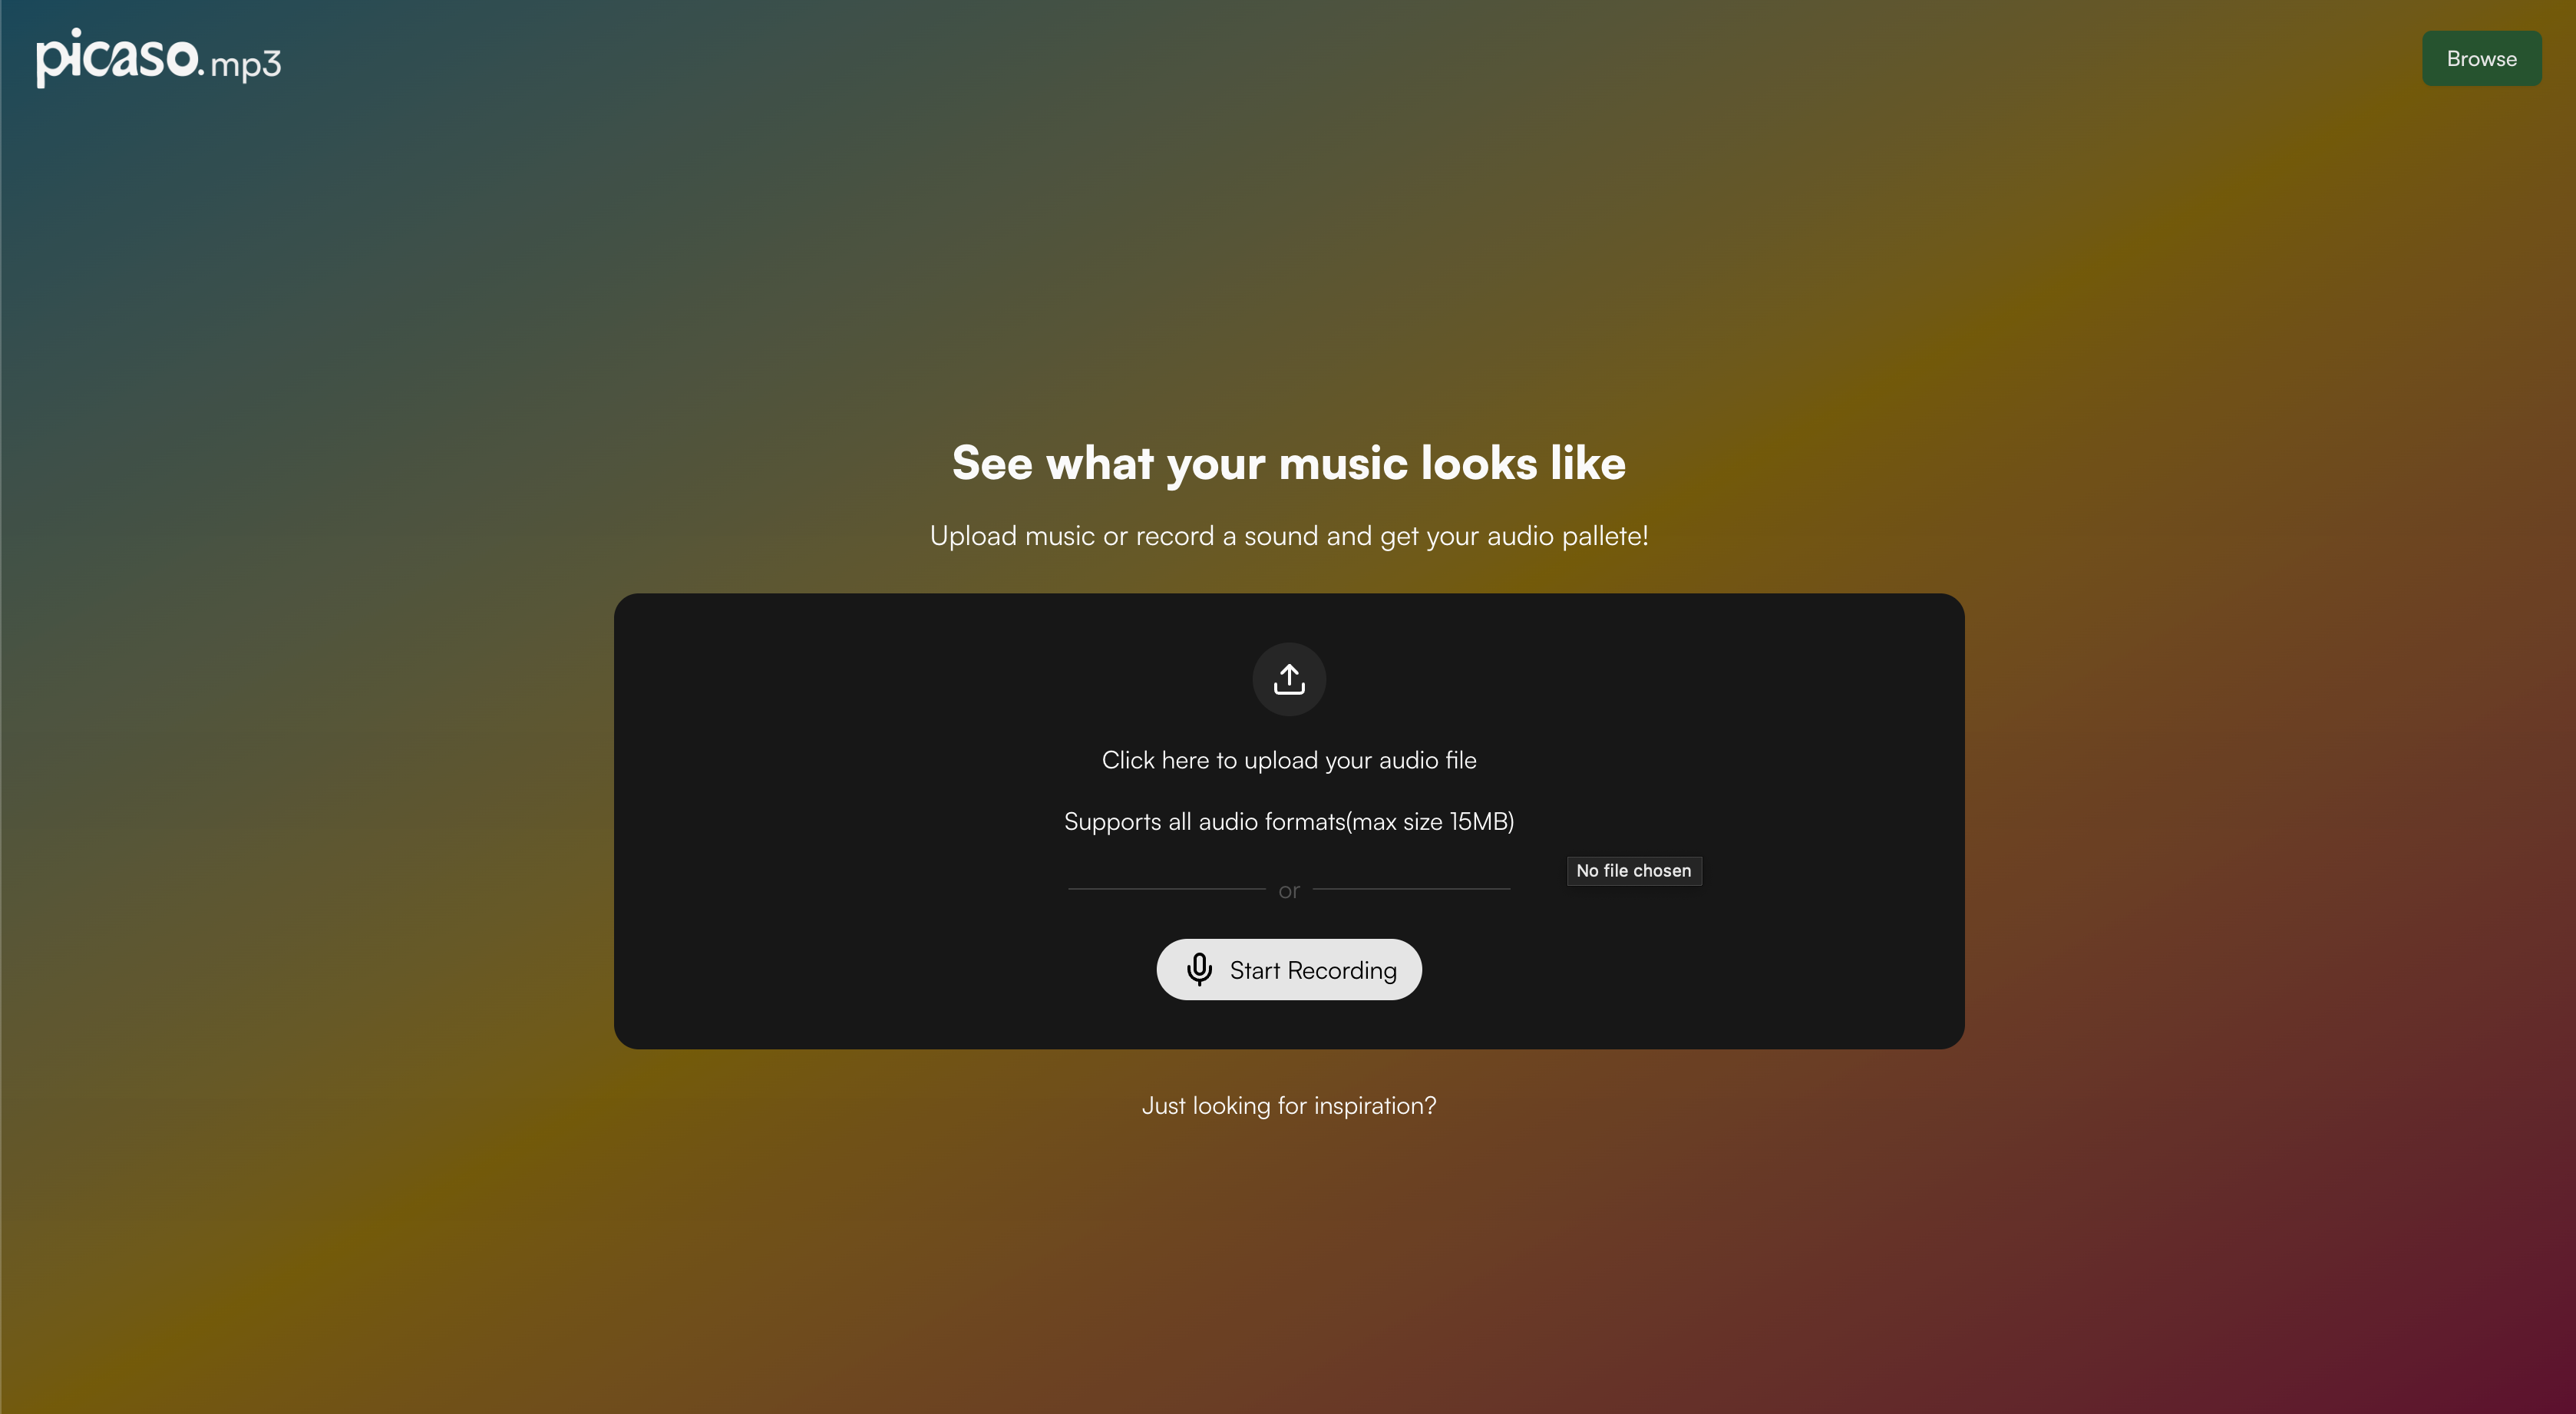 picaso.mp3
Browse
See what your music looks like
Upload music or record a sound and get your audio pallete!
Click here to upload your audio file
Supports all audio formats(max size 15MB)
No file chosen
or
Start Recording
Just looking for inspiration?